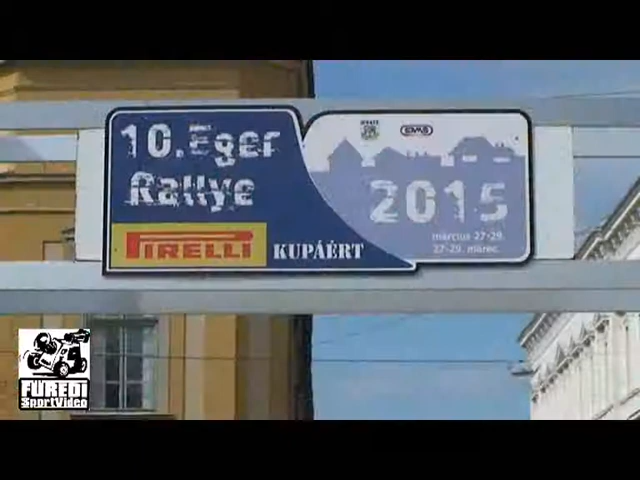 10. Eger
Rallye
PIRELLI KUPÁÉRT
2015
március 27-29.
27-29. marec.
FÜREDI
SportVideo